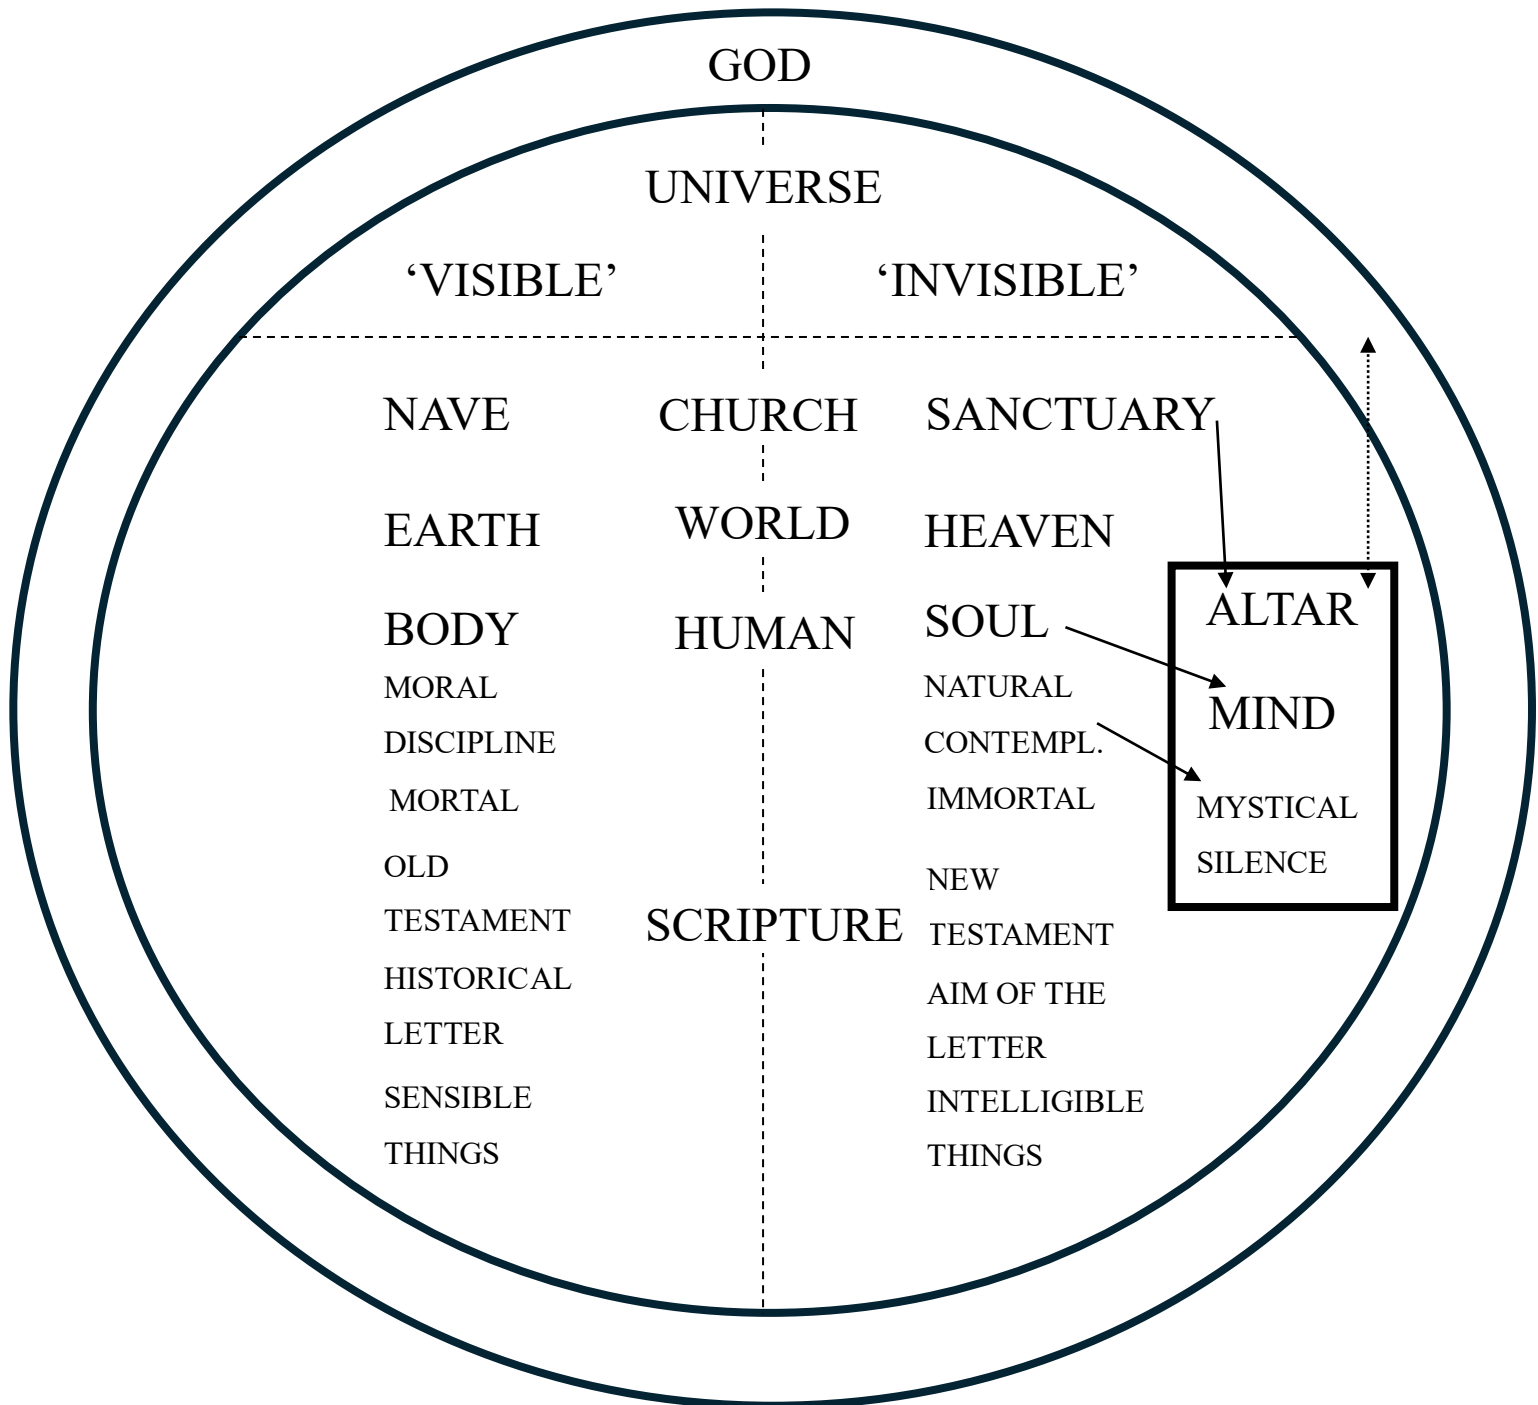 GOD
UNIVERSE
‘VISIBLE’ ‘INVISIBLE’
NAVE CHURCH SANCTUARY
EARTH WORLD HEAVEN
BODY HUMAN SOUL ALTAR
MORAL NATURAL MIND
DISCIPLINE CONTEMPL.
MORTAL IMMORTAL MYSTICAL
OLD NEW SILENCE
TESTAMENT SCRIPTURE TESTAMENT
HISTORICAL AIM OF THE
LETTER LETTER
SENSIBLE INTELLIGIBLE
THINGS THINGS